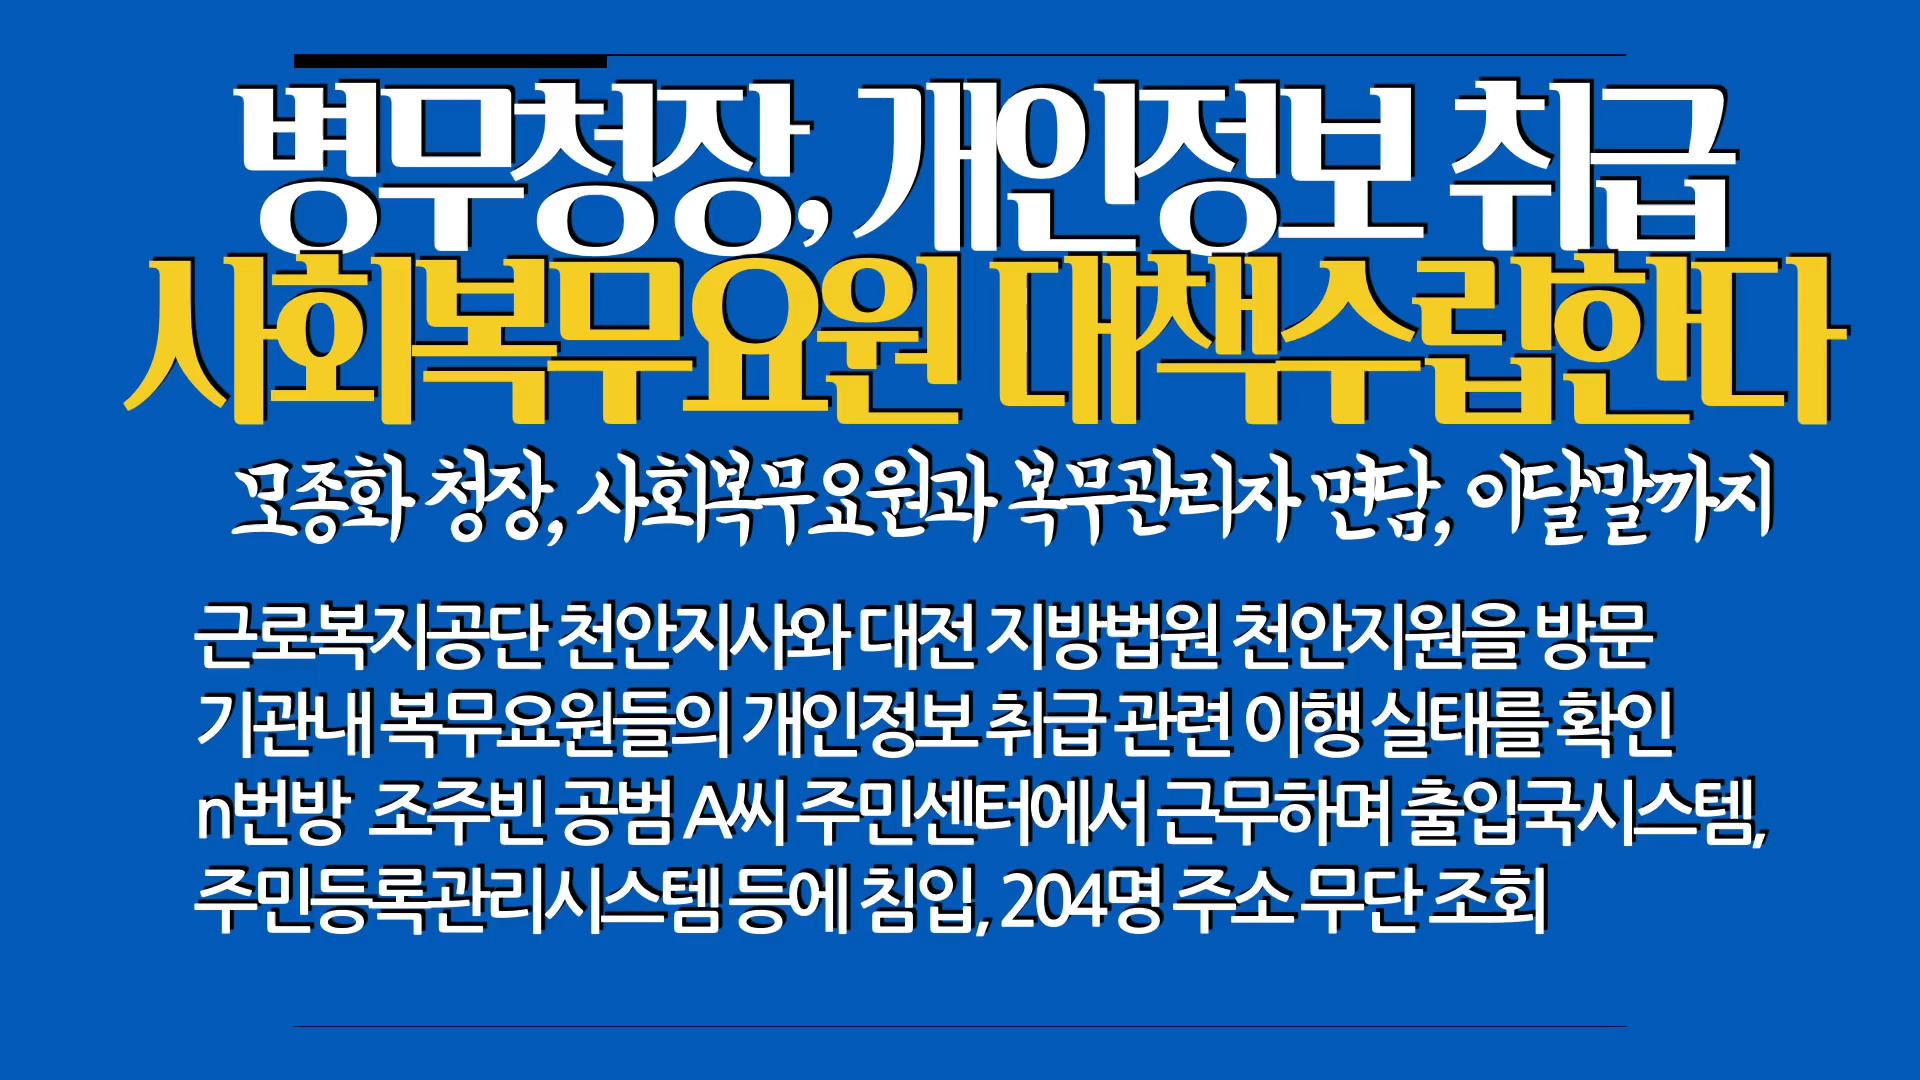 병무청장, 개인정보 취급
사회복무요원 대책수립한다
모종화 청장, 사회복무요원과 복무관리자 면담, 이달말까지
근로복지공단 천안지사와 대전 지방법원 천안지원을 방문
기관내 복무요원들의 개인정보 취급 관련 이행 실태를 확인
n번방 조주빈 공범 A씨 주민센터에서 근무하며 출입국시스템,
주민등록관리시스템 등에 침입, 204명 주소 무단 조회